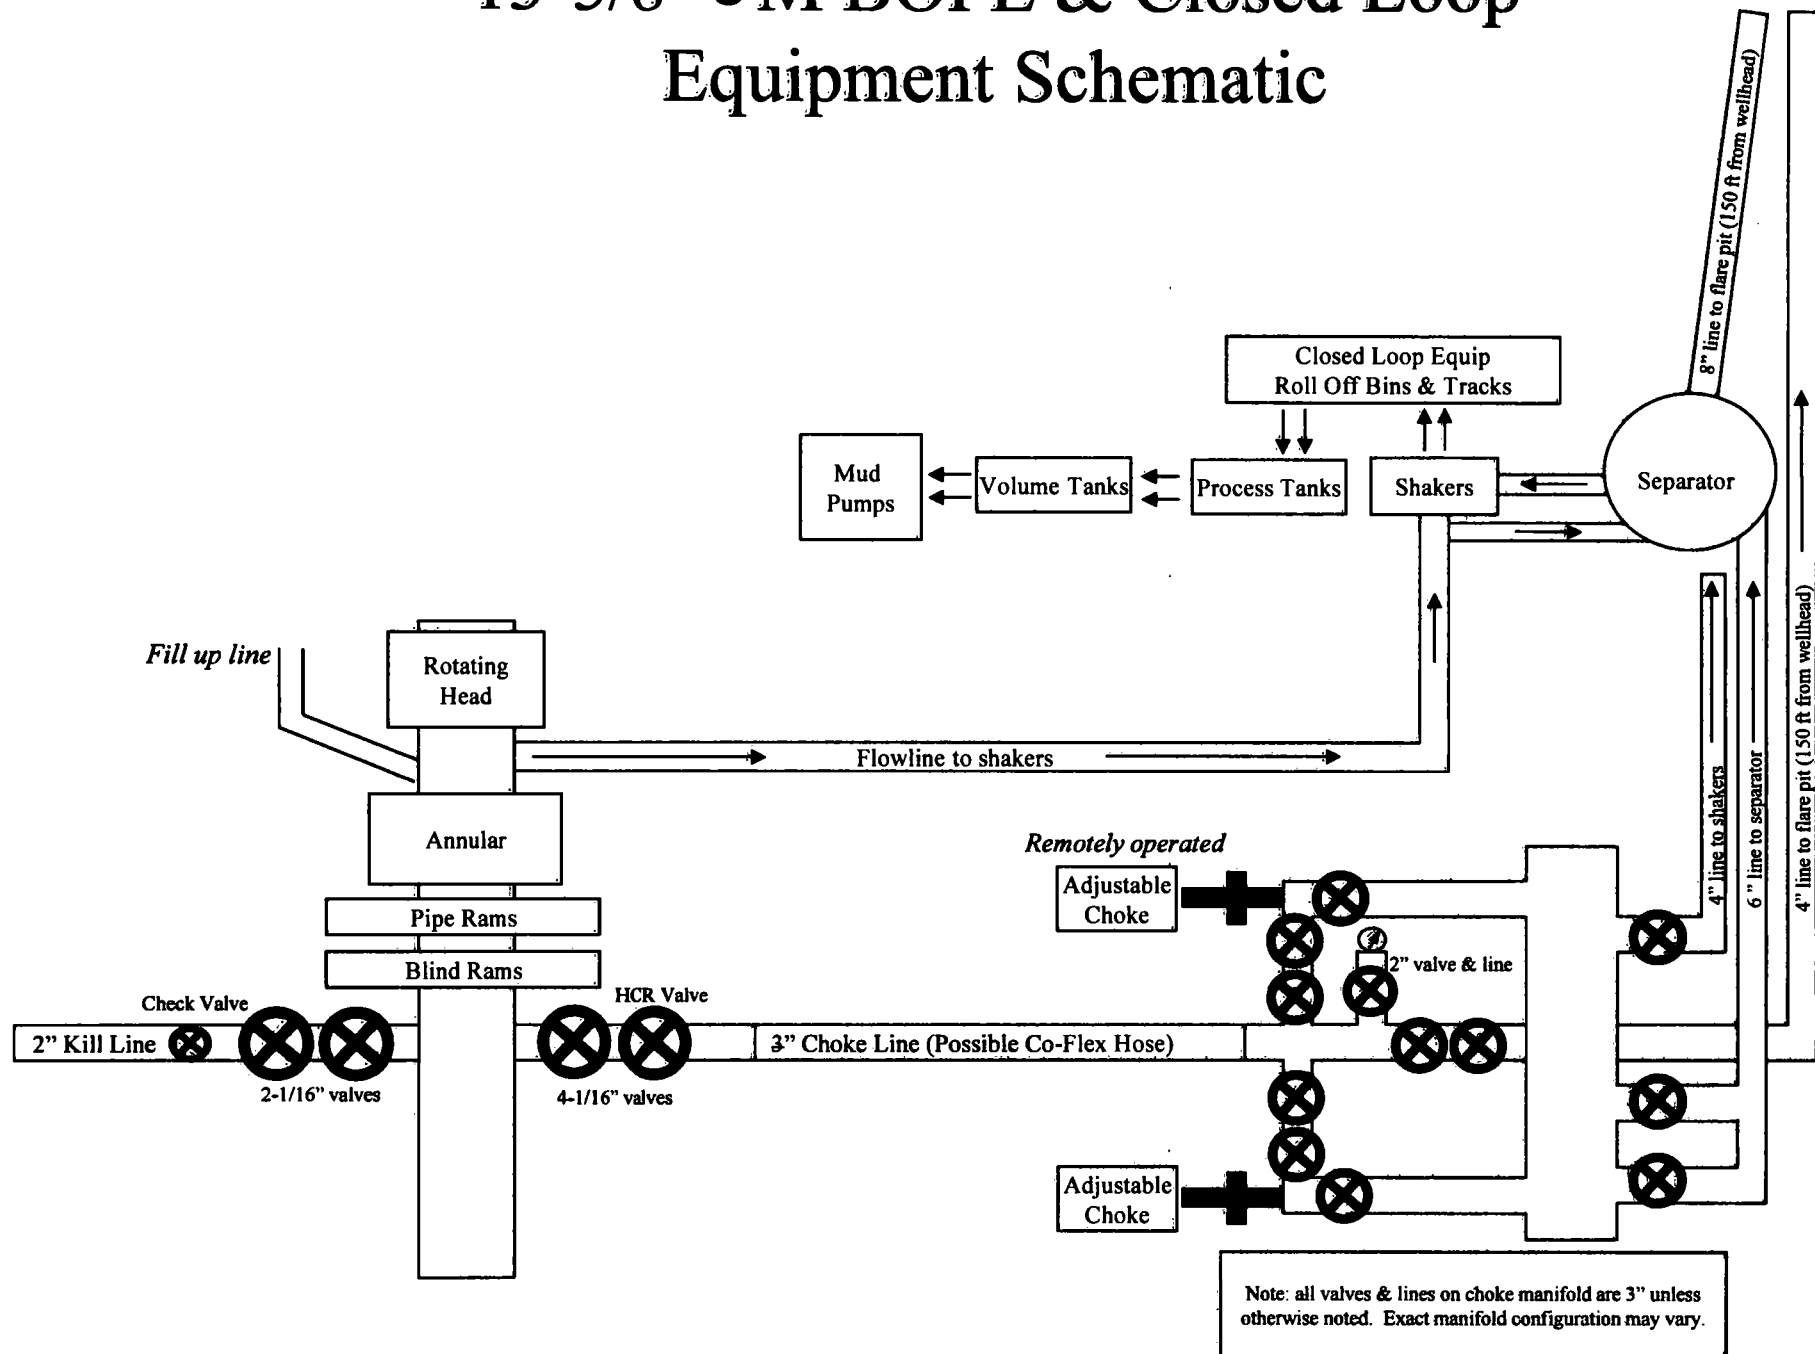 BOPE & Closed Loop
Equipment Schematic
8” line to flare pit (150 ft from wellhead)
Closed Loop Equip
Roll Off Bins & Tracks
Mud
Pumps
Volume Tanks
Process Tanks
Shakers
Separator
Fill up line
Rotating
Head
Flowline to shakers
Annular
Pipe Rams
Blind Rams
Remotely operated
Adjustable
Choke
4” line to shakers
6 ” line to separator
4” line to flare pit (150 ft from wellhead)
2” valve & line
Check Valve
HCR Valve
2” Kill Line
3” Choke Line (Possible Co-Flex Hose)
2-1/16” valves
4-1/16” valves
Adjustable
Choke
Note: all valves & lines on choke manifold are 3” unless
otherwise noted.  Exact manifold configuration may vary.